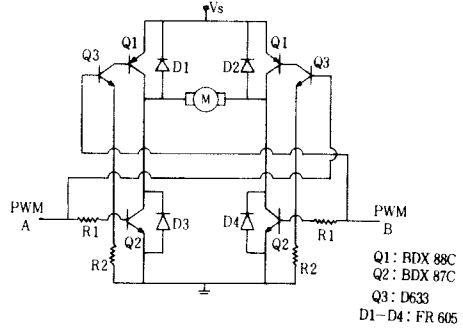 Vs
Q3 Q1 D1 D2 Q1 Q3
M
PWM
A
R1 Q2 D3 D4 Q2 R1
PWM
B
R2 R2
Q1: BDX 88C
Q2: BDX 87C
Q3: D633
D1-D4: FR 605